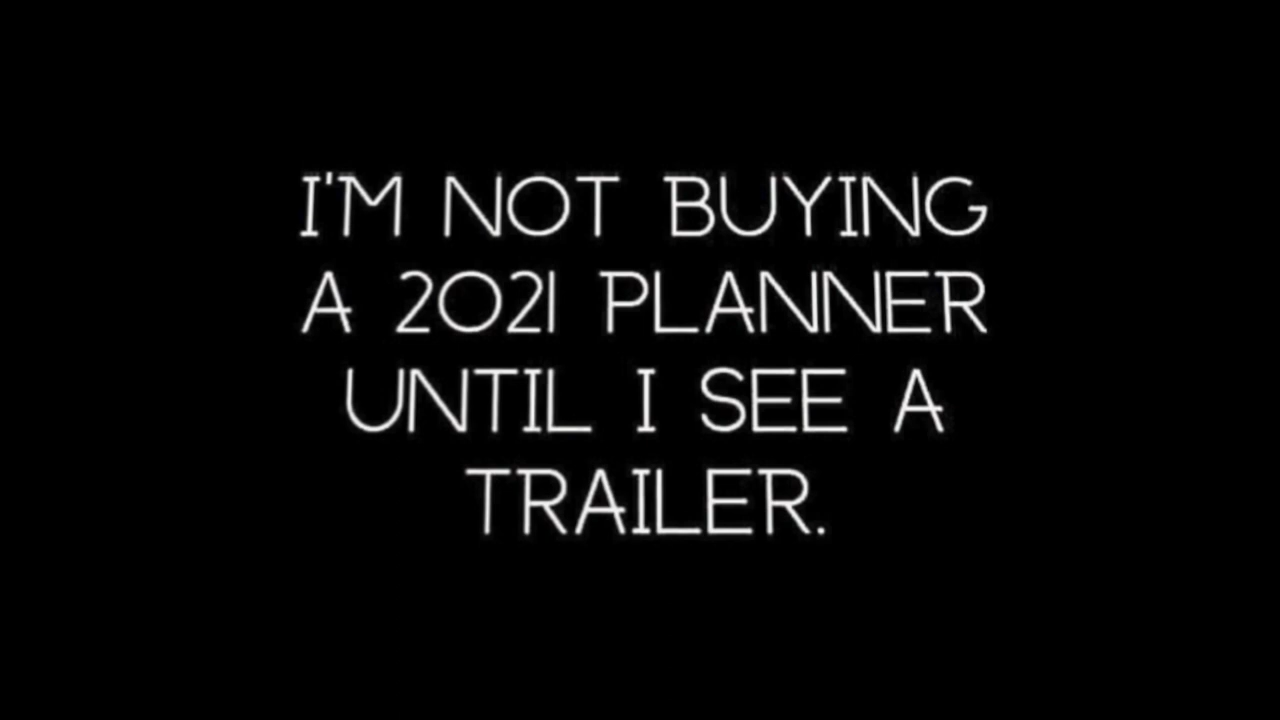 I'M NOT BUYING
A 2021 PLANNER
UNTIL I SEE A
TRAILER.